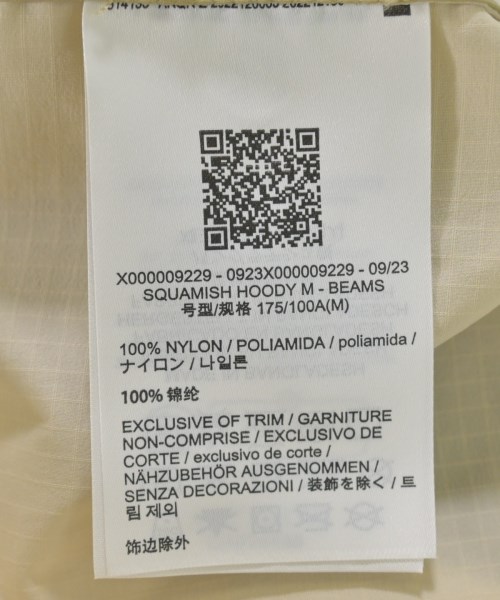 X000009229 - 0923X000009229 - 09/23
SQUAMISH HOODY M - BEAMS
号型/规格 175/100A(M)
100% NYLON / POLIAMIDA / poliamida /
ナイロン / 나일론
100% 锦纶
EXCLUSIVE OF TRIM / GARNITURE
NON-COMPRISE / EXCLUSIVO DE
CORTE / exclusivo de corte /
NÄHZUBEHÖR AUSGENOMMEN /
SENZA DECORAZIONI / 装飾を除く / 트
림 제외
饰边除外